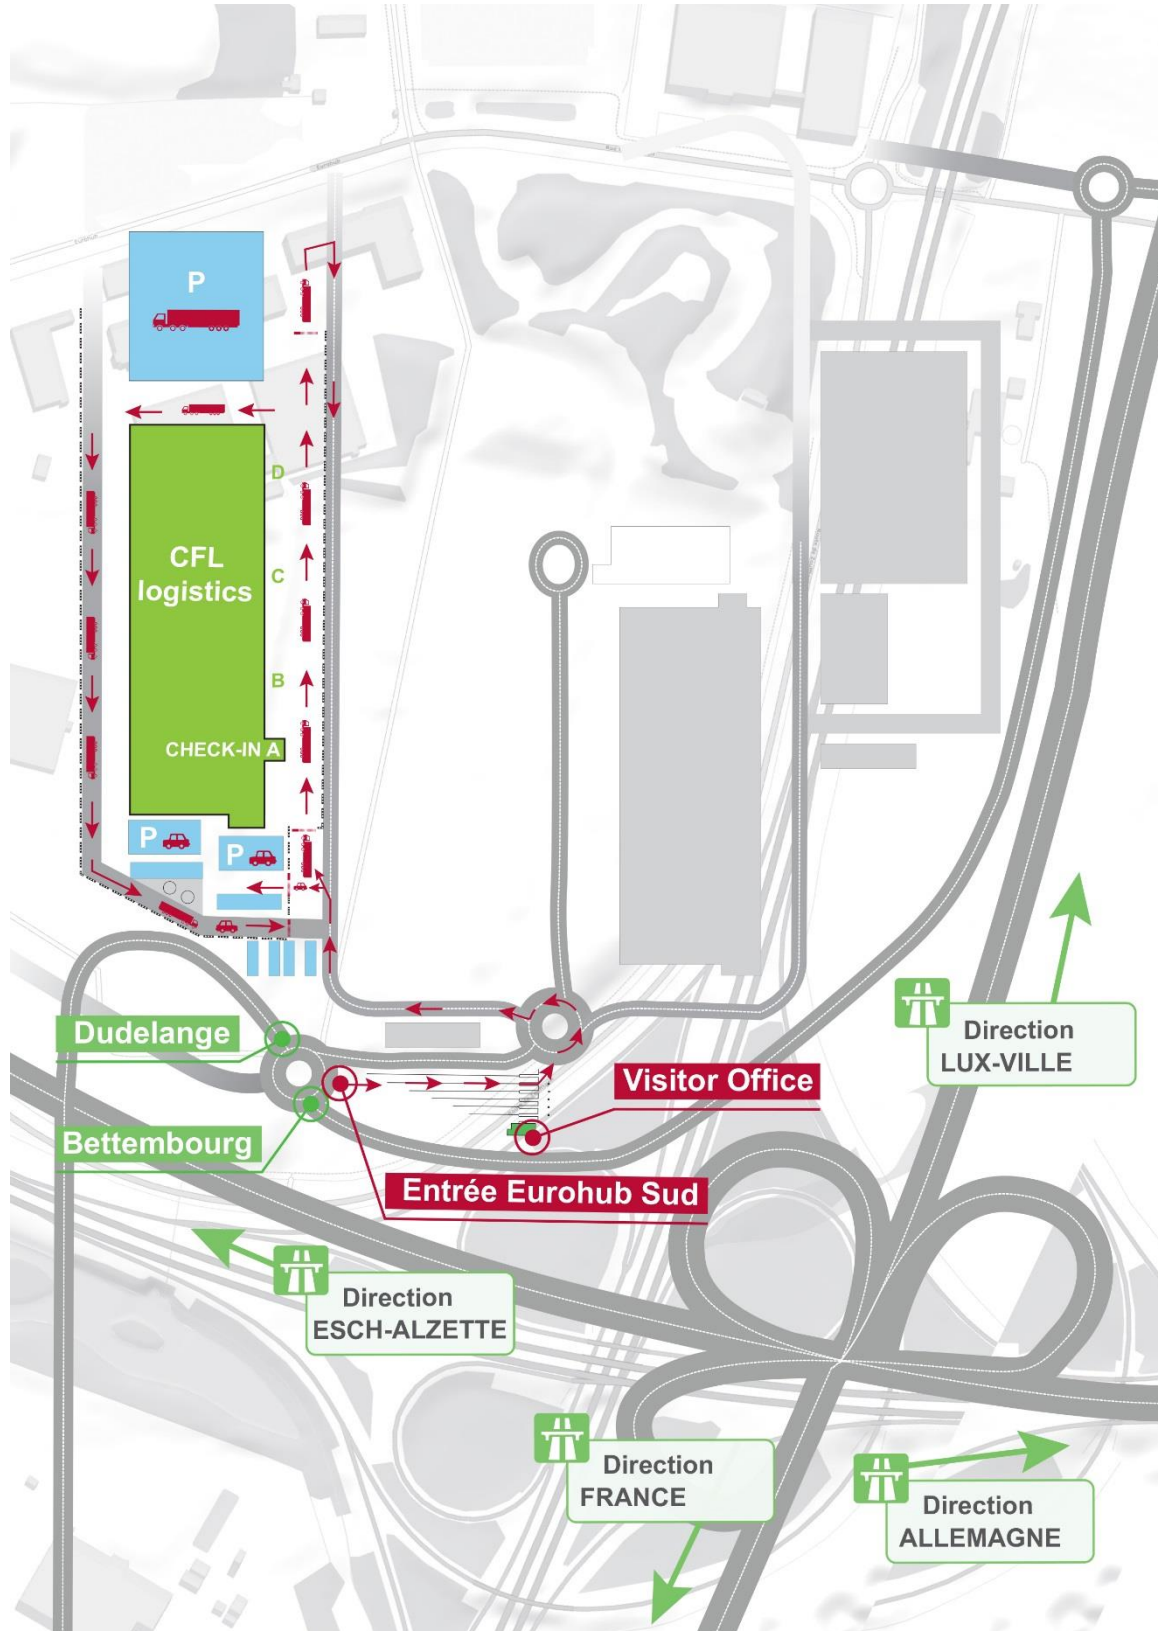 Eurohub
P
D
CFL
logistics
C
B
CHECK-IN A
P
P
Dudelange
Bettembourg
Visitor Office
Entrée Eurohub Sud
Direction
LUX-VILLE
Direction
ESCH-ALZETTE
Direction
FRANCE
Direction
ALLEMAGNE